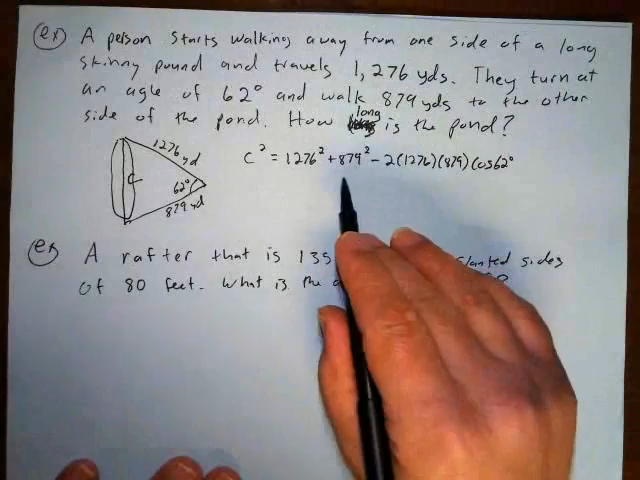 ex) A person starts walking away from one side of a long
skinny pound and travels 1,276 yds. They turn at
an agle of 62° and walk 879 yds to the other
side of the pond. How long is the pond?
1276 yd
C
62°
879 yd
C² = 1276² + 879² - 2(1276)(879) cos62°
ex) A rafter that is 135 slanted sides
of 80 feet. What is the